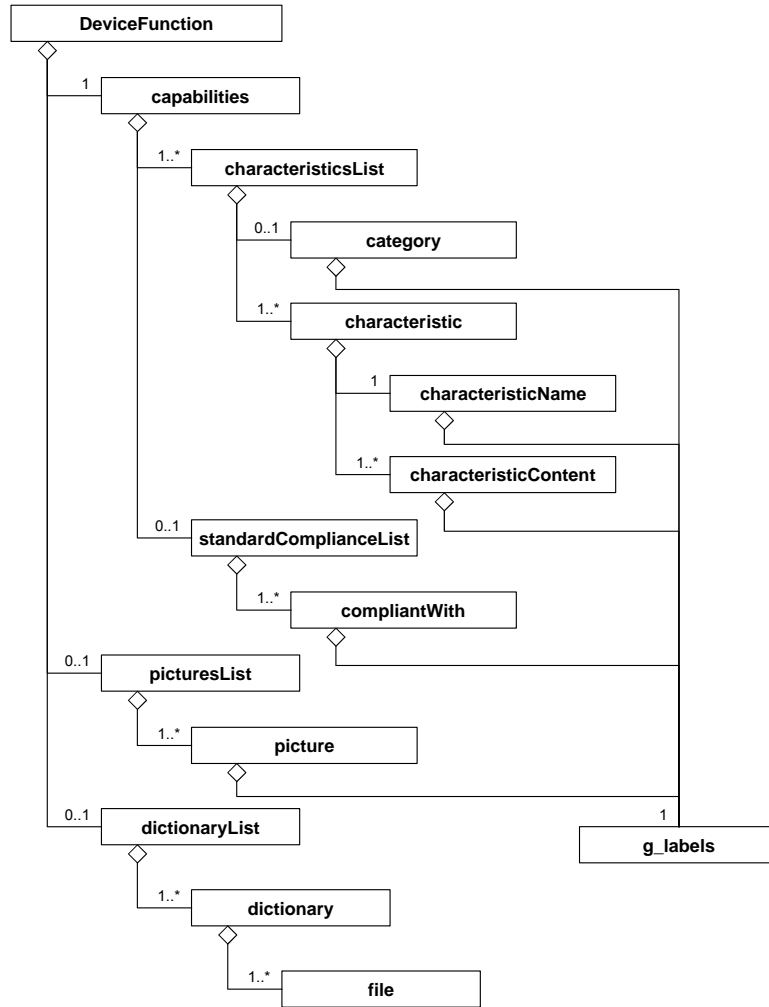 DeviceFunction
1
capabilities
1..*
characteristicsList
0..1
category
1..*
characteristic
1
characteristicName
1..*
characteristicContent
0..1
standardComplianceList
1..*
compliantWith
0..1
picturesList
1..*
picture
0..1
dictionaryList
1
g_labels
1..*
dictionary
1..*
file